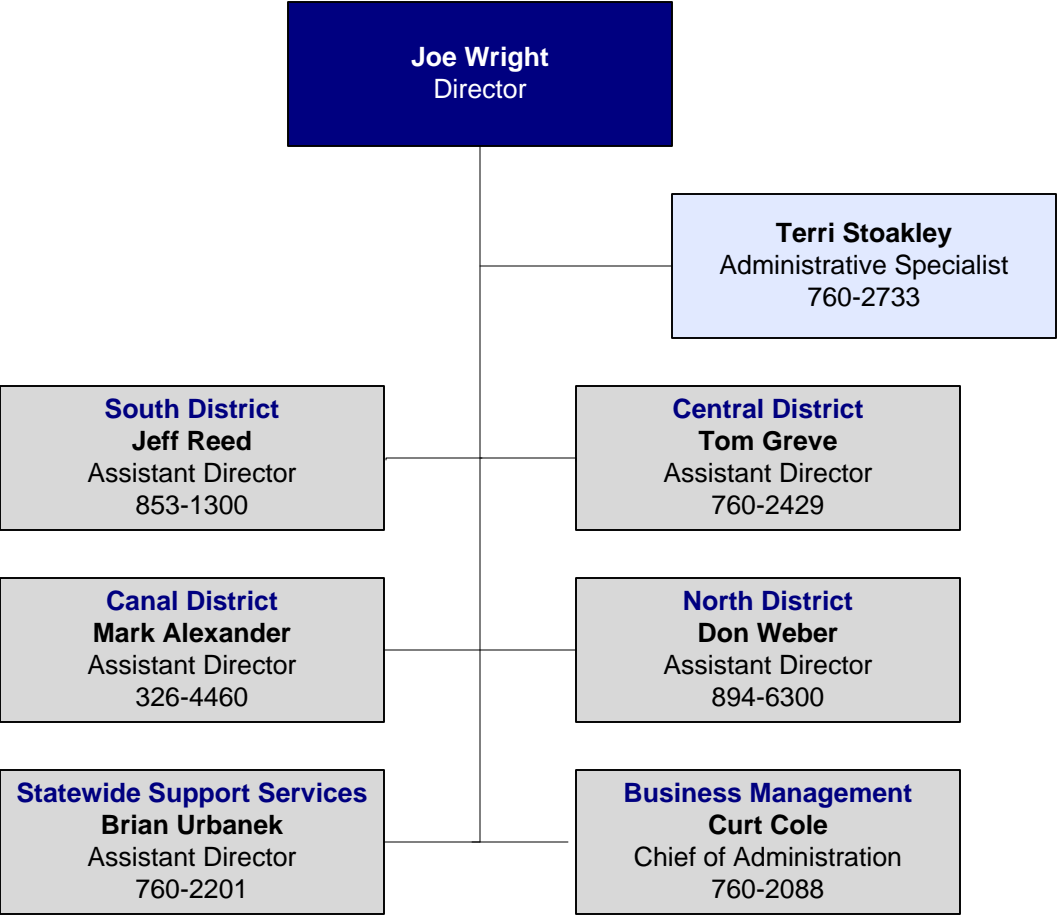 Joe Wright
Director
Terri Stoakley
Administrative Specialist
760-2733
South District
Jeff Reed
Assistant Director
853-1300
Central District
Tom Greve
Assistant Director
760-2429
Canal District
Mark Alexander
Assistant Director
326-4460
North District
Don Weber
Assistant Director
894-6300
Statewide Support Services
Brian Urbanek
Assistant Director
760-2201
Business Management
Curt Cole
Chief of Administration
760-2088